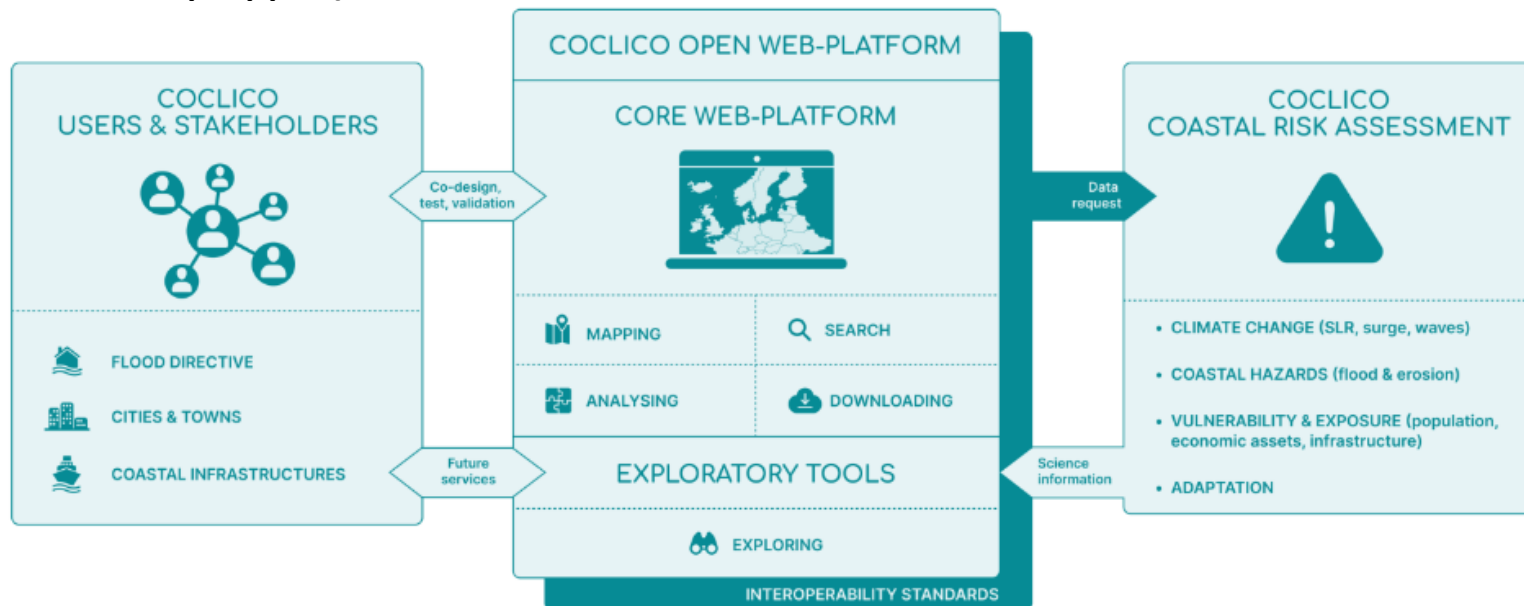 COCLICO
USERS & STAKEHOLDERS
FLOOD DIRECTIVE
CITIES & TOWNS
COASTAL INFRASTRUCTURES
Co-design,
test, validation
Future
services
COCLICO OPEN WEB-PLATFORM
CORE WEB-PLATFORM
MAPPING
SEARCH
ANALYSING
DOWNLOADING
EXPLORATORY TOOLS
EXPLORING
INTEROPERABILITY STANDARDS
Data
request
Science
information
COCLICO
COASTAL RISK ASSESSMENT
!
• CLIMATE CHANGE (SLR, surge, waves)
• COASTAL HAZARDS (flood & erosion)
• VULNERABILITY & EXPOSURE (population,
economic assets, infrastructure)
• ADAPTATION